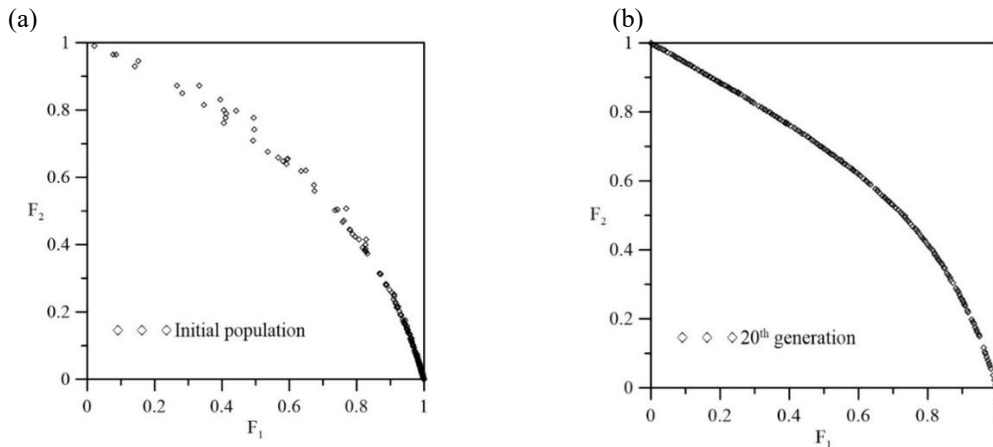 (a)
1
0.8
0.6
F2
0.4
0.2
0
◇ ◇ ◇ Initial population
0 0.2 0.4 0.6 0.8 1
F1
(b)
1
0.8
0.6
F2
0.4
0.2
0
◇ ◇ ◇ 20th generation
0 0.2 0.4 0.6 0.8
F1